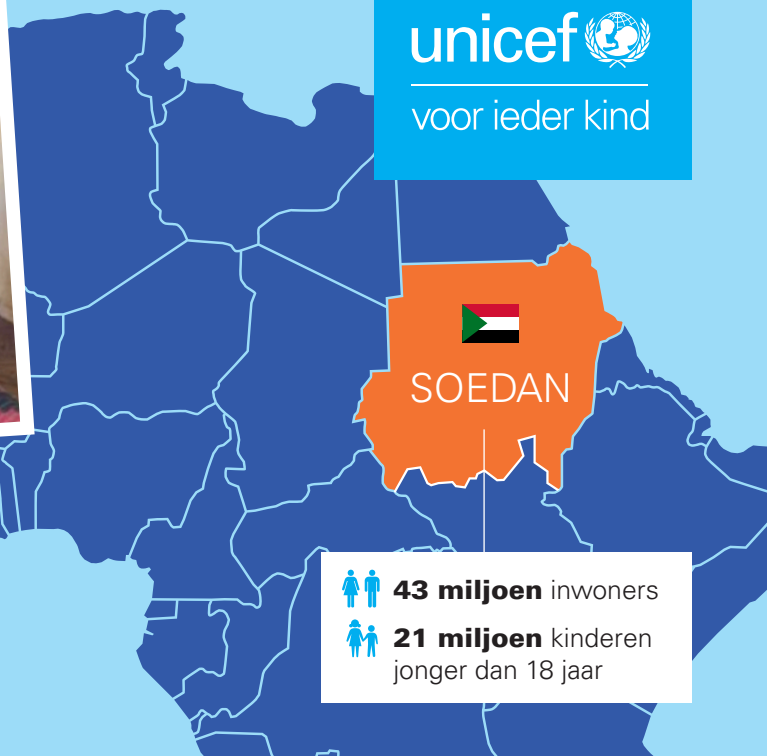 unicef
voor ieder kind
SOEDAN
43 miljoen inwoners
21 miljoen kinderen
jonger dan 18 jaar